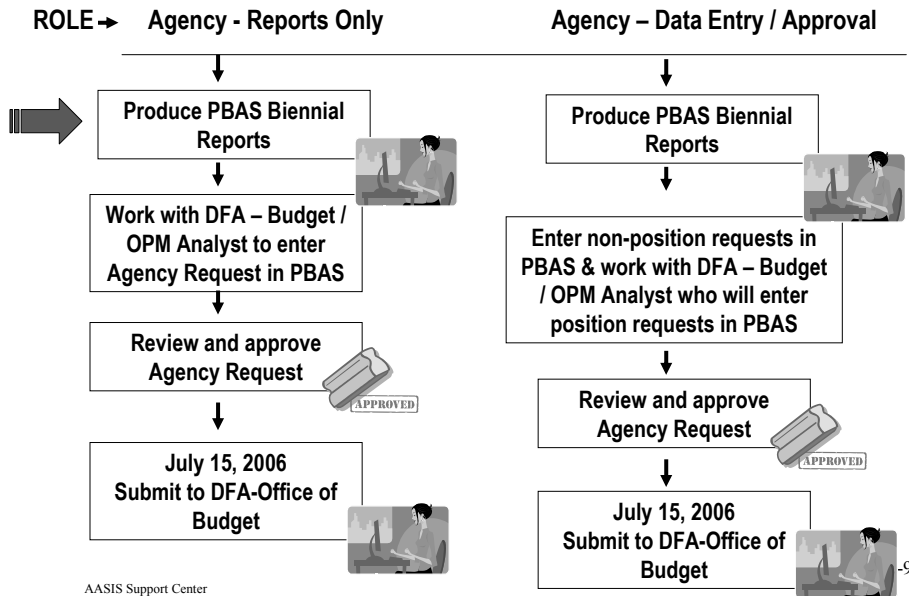 ROLE → Agency - Reports Only
Agency – Data Entry / Approval
Produce PBAS Biennial
Reports
Work with DFA – Budget /
OPM Analyst to enter
Agency Request in PBAS
Review and approve
Agency Request
APPROVED
July 15, 2006
Submit to DFA-Office of
Budget
Produce PBAS Biennial
Reports
Enter non-position requests in
PBAS & work with DFA – Budget
/ OPM Analyst who will enter
position requests in PBAS
Review and approve
Agency Request
APPROVED
July 15, 2006
Submit to DFA-Office of
Budget
AASIS Support Center
-9